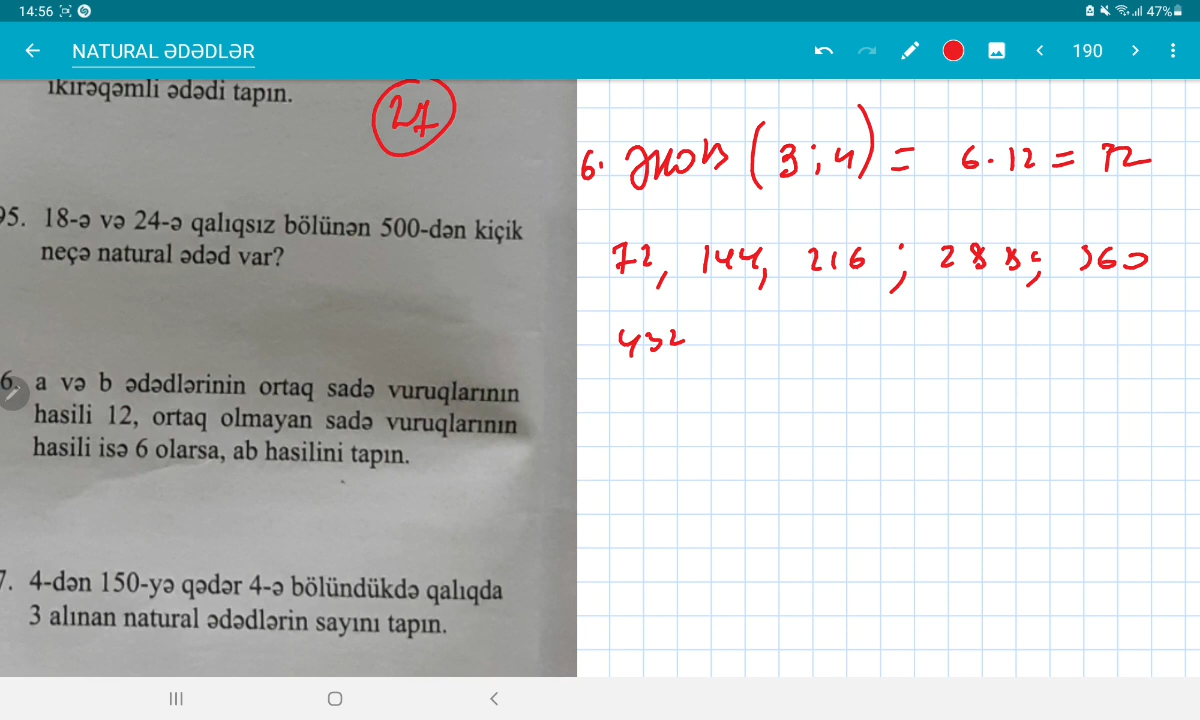 14:56
47%
NATURAL ƏDƏDLƏR
190
ikirəqəmli ədədi tapın.
27
95. 18-ə və 24-ə qalıqsız bölünən 500-dən kiçik
neçə natural ədəd var?
6. a və b ədədlərinin ortaq sadə vuruqlarının
hasili 12, ortaq olmayan sadə vuruqlarının
hasili isə 6 olarsa, ab hasilini tapın.
7. 4-dən 150-yə qədər 4-ə bölündükdə qalıqda
3 alınan natural ədədlərin sayını tapın.
6. ƏKOB (3 ; 4) = 6 · 12 = 72
72, 144, 216 ; 288 ; 360
432